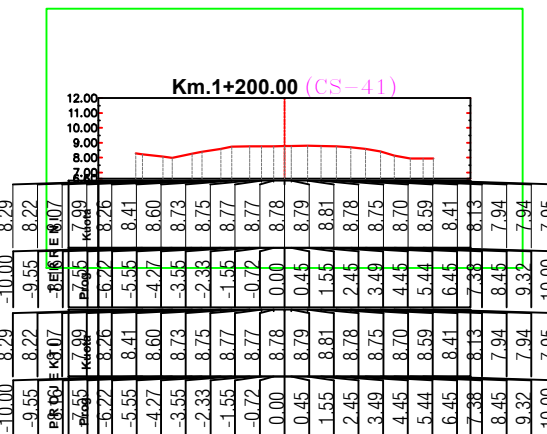 Km.1+200.00 (CS-41)
12.00
11.00
10.00
9.00
8.00
7.00
Kuota 8.29 8.22 8.07 7.99 8.26 8.41 8.60 8.73 8.75 8.77 8.77 8.78 8.79 8.81 8.78 8.75 8.70 8.59 8.41 8.13 7.94 7.94 7.95
Prog. -10.00 -9.55 -7.55 -6.22 -5.55 -4.27 -3.55 -2.33 -1.55 -0.72 0.00 0.45 1.55 2.45 3.49 4.45 5.44 6.45 7.38 8.45 9.32 10.00
PROJEKTI
Kuota 8.29 8.22 8.07 7.99 8.26 8.41 8.60 8.73 8.75 8.77 8.77 8.78 8.79 8.81 8.78 8.75 8.70 8.59 8.41 8.13 7.94 7.94 7.95
Prog. -10.00 -9.55 -7.55 -6.22 -5.55 -4.27 -3.55 -2.33 -1.55 -0.72 0.00 0.45 1.55 2.45 3.49 4.45 5.44 6.45 7.38 8.45 9.32 10.00